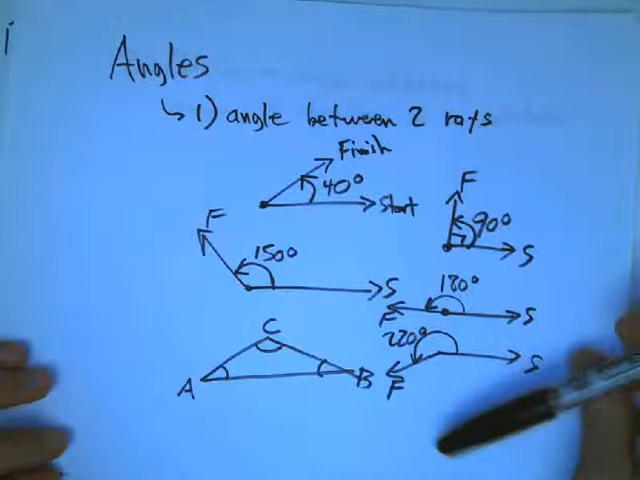 Angles
↳ 1) angle between 2 rays
Finish
40°
Start
F
90°
S
F
150°
S
180°
F
S
220°
F
S
C
A
B